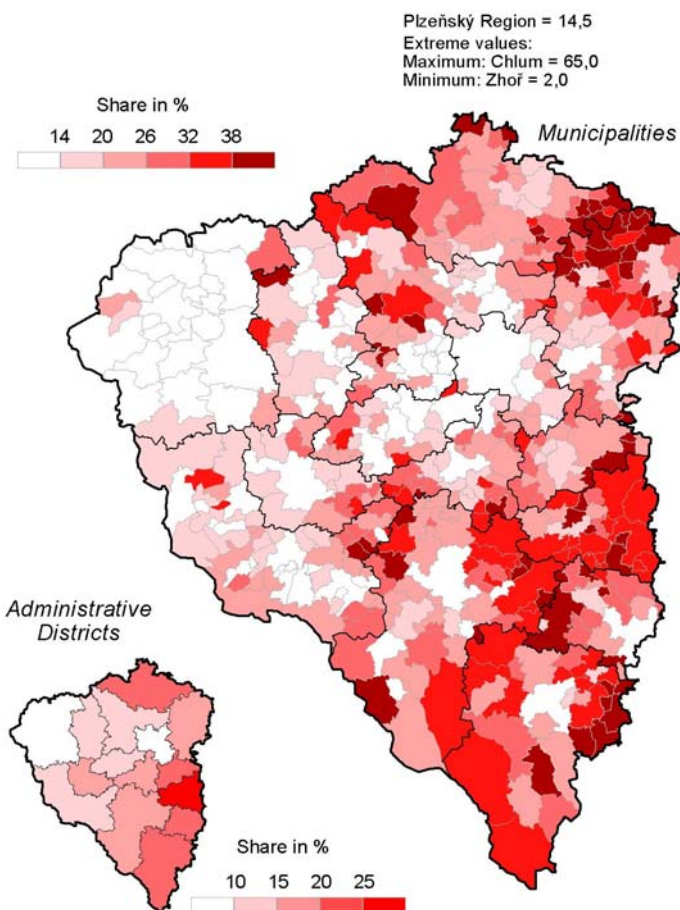 Plzeňský Region = 14,5
Extreme values:
Maximum: Chlum = 65,0
Minimum: Zhoř = 2,0
Share in %
14 20 26 32 38
Municipalities
Administrative
Districts
Share in %
10 15 20 25